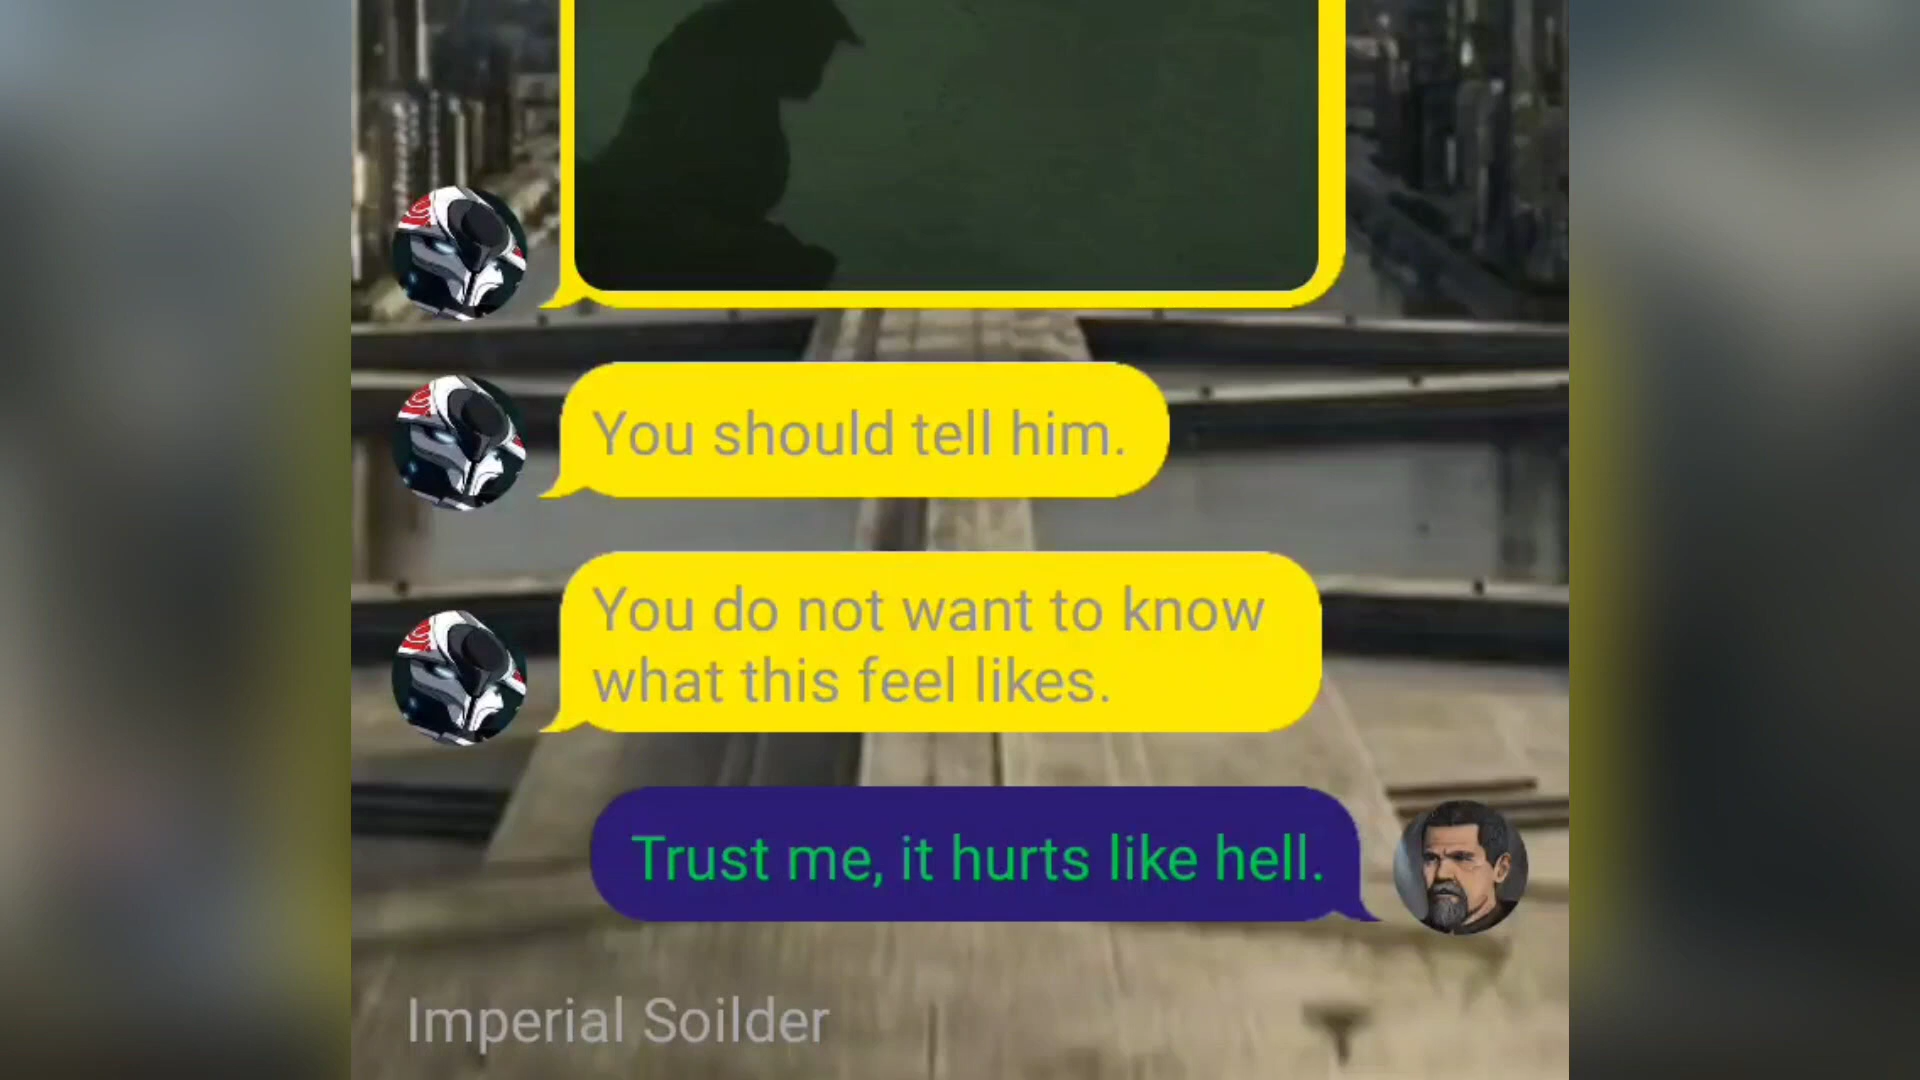 You should tell him.
You do not want to know
what this feel likes.
Trust me, it hurts like hell.
Imperial Soilder